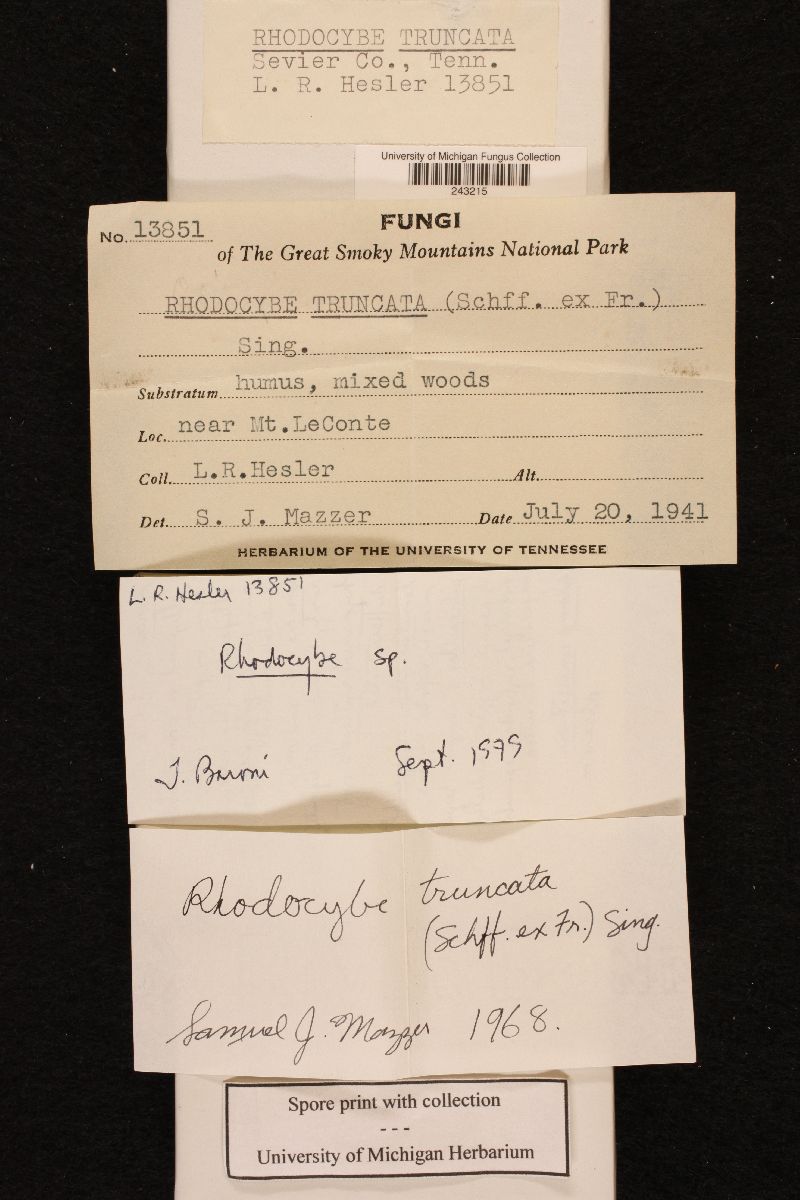 RHODOCYBE TRUNCATA
Sevier Co., Tenn.
L. R. Hesler 13851
University of Michigan Fungus Collection
243215
No. 13851
FUNGI
of The Great Smoky Mountains National Park
RHODOCYBE TRUNCATA (Schff. ex Fr.)
Sing.
Substratum humus, mixed woods
Loc. near Mt.LeConte
Coll. L.R.Hesler Alt.
Det. S. J. Mazzer Date July 20, 1941
HERBARIUM OF THE UNIVERSITY OF TENNESSEE
L. R. Hesler 13851
Rhodocybe sp.
T. Baroni Sept. 1979
Rhodocybe truncata
(Schff. ex Fr.) Sing.
Samuel J. Mazzer 1968.
Spore print with collection
---
University of Michigan Herbarium